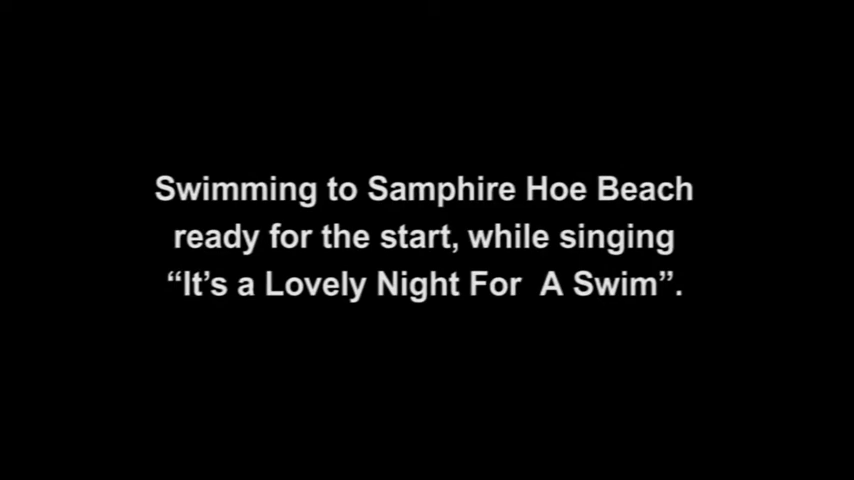 Swimming to Samphire Hoe Beach
ready for the start, while singing
“It’s a Lovely Night For  A Swim”.